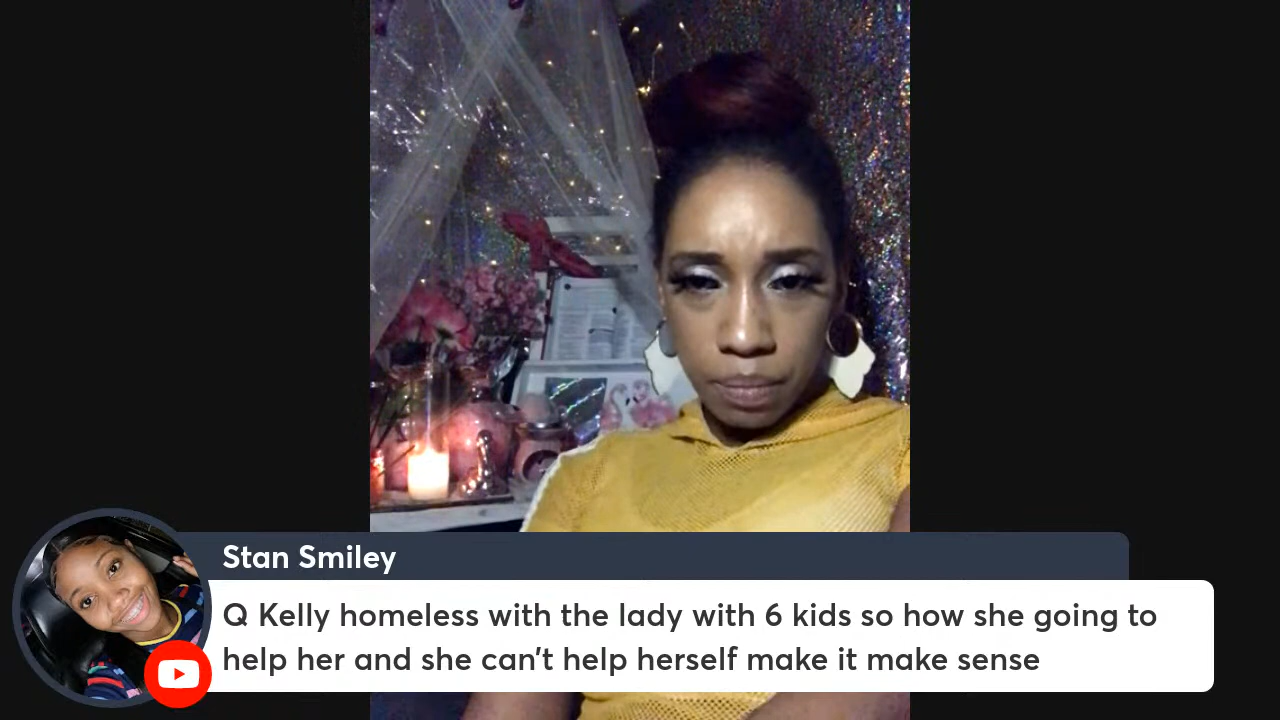 Stan Smiley
Q Kelly homeless with the lady with 6 kids so how she going to
help her and she can't help herself make it make sense